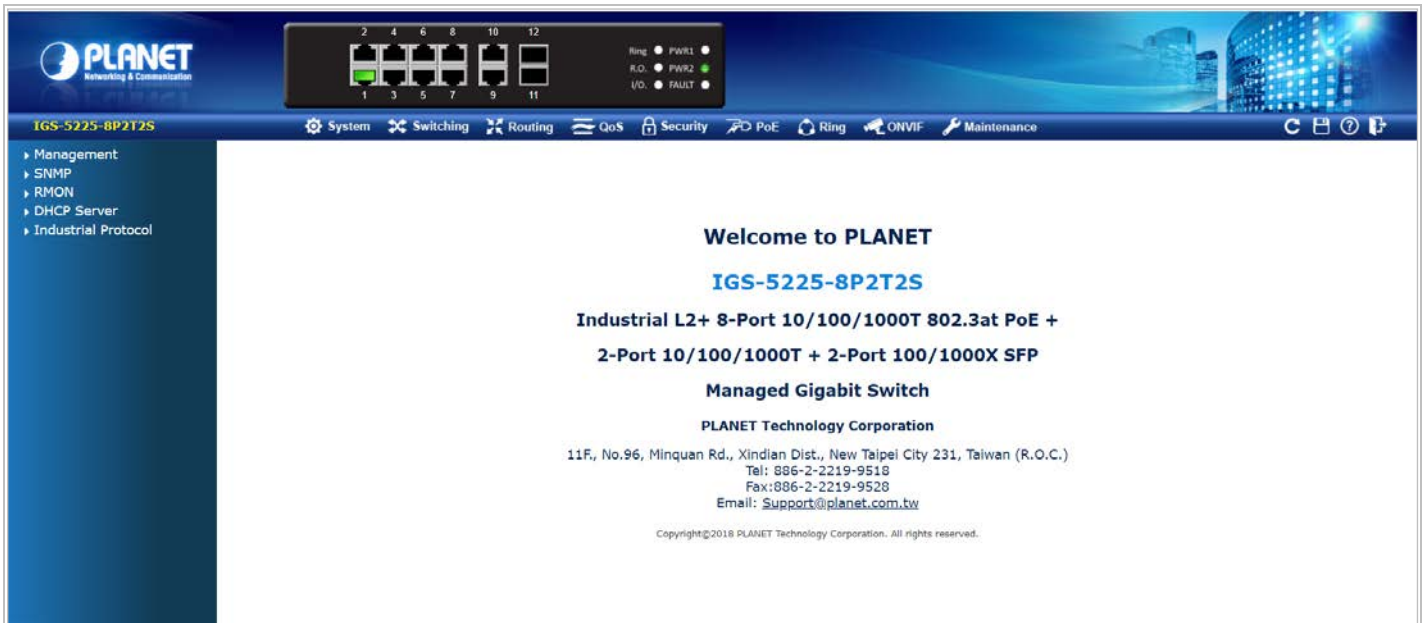 PLANET
Networking & Communication
2 4 6 8 10 12
1 3 5 7 9 11
Ring PWR1
R.O. PWR2
I/O. FAULT
IGS-5225-8P2T2S
System Switching Routing QoS Security PoE Ring ONVIF Maintenance
Management
SNMP
RMON
DHCP Server
Industrial Protocol
Welcome to PLANET
IGS-5225-8P2T2S
Industrial L2+ 8-Port 10/100/1000T 802.3at PoE +
2-Port 10/100/1000T + 2-Port 100/1000X SFP
Managed Gigabit Switch
PLANET Technology Corporation
11F., No.96, Minquan Rd., Xindian Dist., New Taipei City 231, Taiwan (R.O.C.)
Tel: 886-2-2219-9518
Fax:886-2-2219-9528
Email: Support@planet.com.tw
Copyright©2018 PLANET Technology Corporation. All rights reserved.